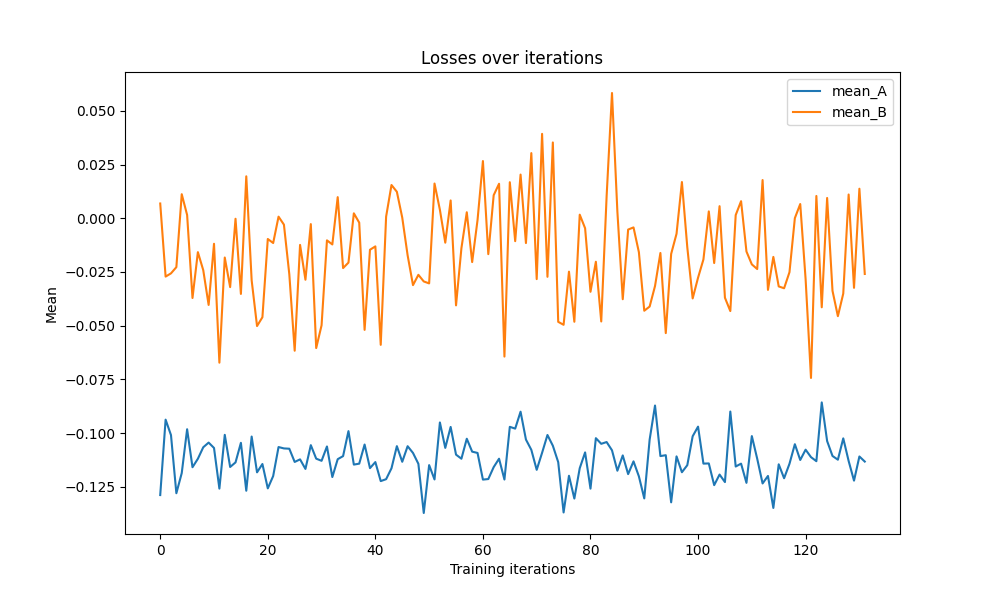 Losses over iterations
mean_A
mean_B
Mean
0.050
0.025
0.000
−0.025
−0.050
−0.075
−0.100
−0.125
0 20 40 60 80 100 120
Training iterations